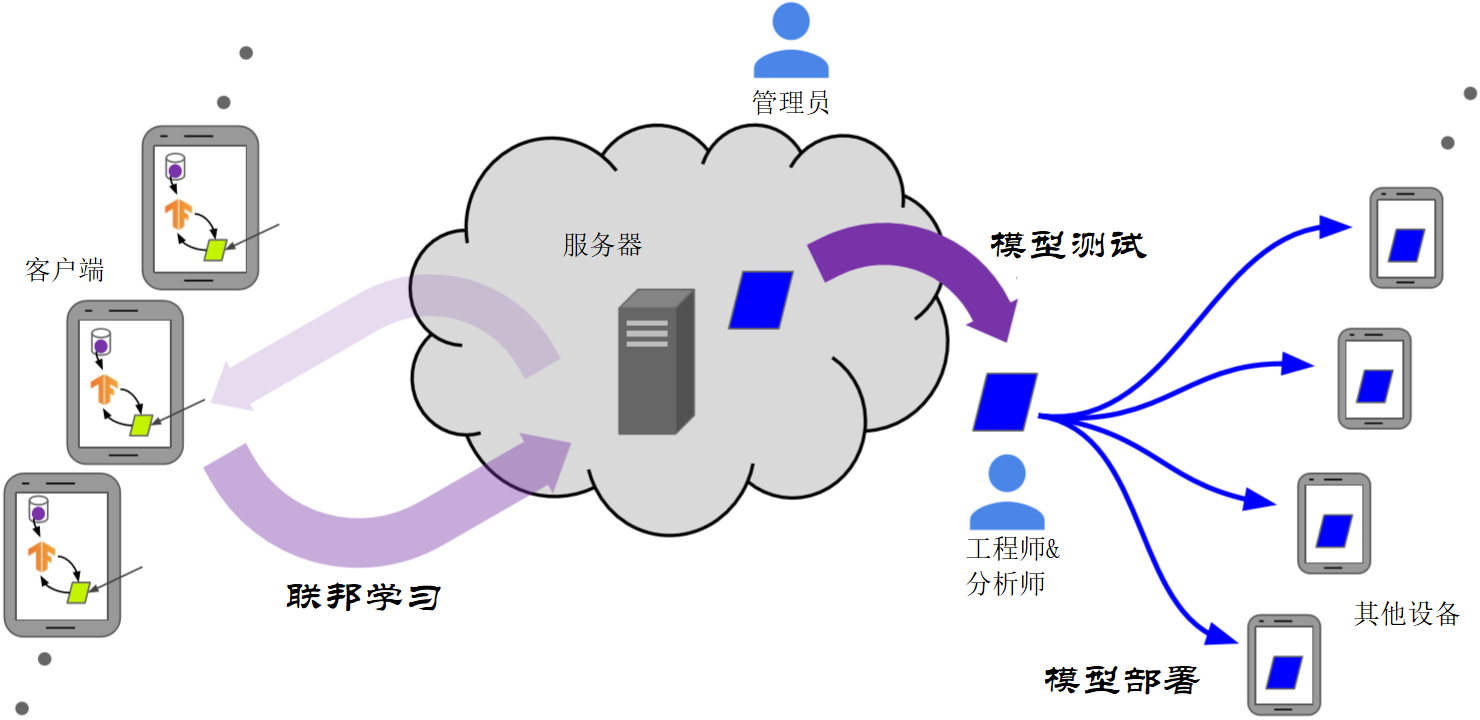 管理员
服务器
模型测试
客户端
联邦学习
工程师&
分析师
其他设备
模型部署